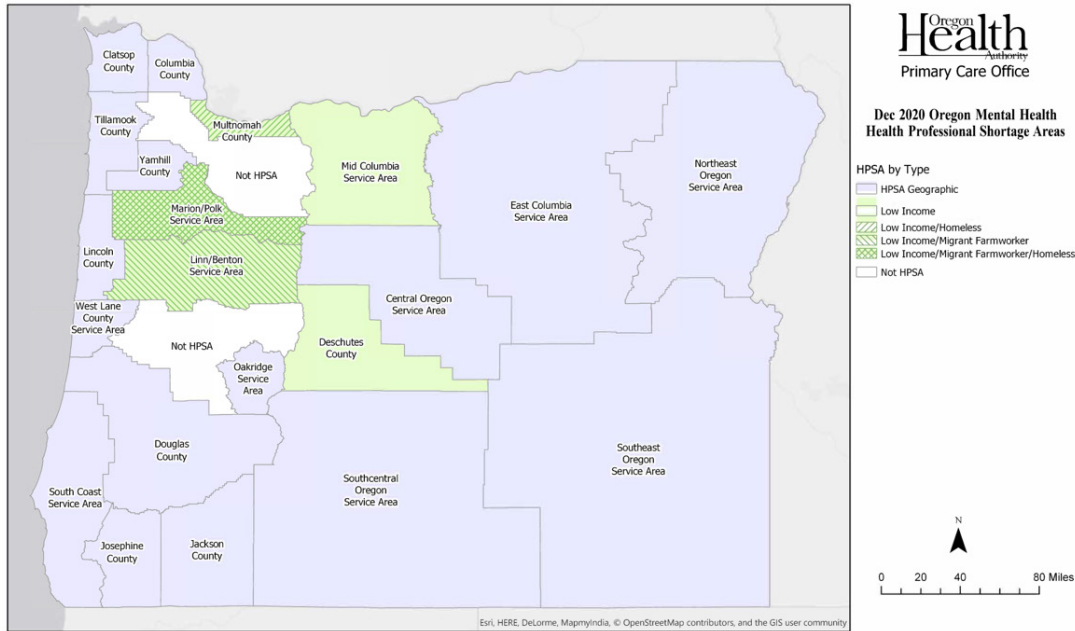 Clatsop
County
Columbia
County
Tillamook
County
Multnomah
County
Yamhill
County
Not HPSA
Mid Columbia
Service Area
Northeast
Oregon
Service Area
East Columbia
Service Area
Marion/Polk
Service Area
Lincoln
County
Linn/Benton
Service Area
West Lane
County
Service Area
Central Oregon
Service Area
Not HPSA
Deschutes
County
Oakridge
Service
Area
Douglas
County
Southeast
Oregon
Service Area
South Coast
Service Area
Southcentral
Oregon
Service Area
Josephine
County
Jackson
County
Esri, HERE, DeLorme, MapmyIndia, © OpenStreetMap contributors, and the GIS user community
Oregon
Health
Authority
Primary Care Office
Dec 2020 Oregon Mental Health
Health Professional Shortage Areas
HPSA by Type
HPSA Geographic
Low Income
Low Income/Homeless
Low Income/Migrant Farmworker
Low Income/Migrant Farmworker/Homeless
Not HPSA
N
0 20 40 80 Miles